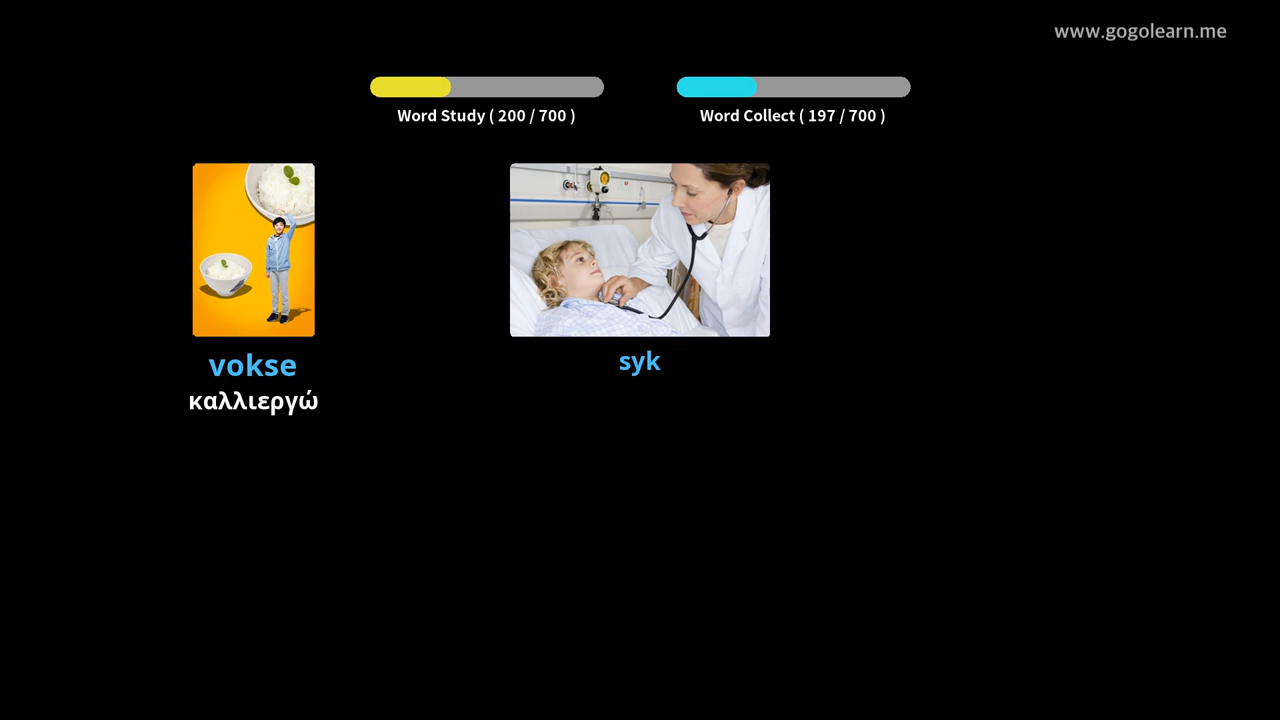 www.gogolearn.me
Word Study ( 200 / 700 )
Word Collect ( 197 / 700 )
vokse
καλλιεργώ
syk